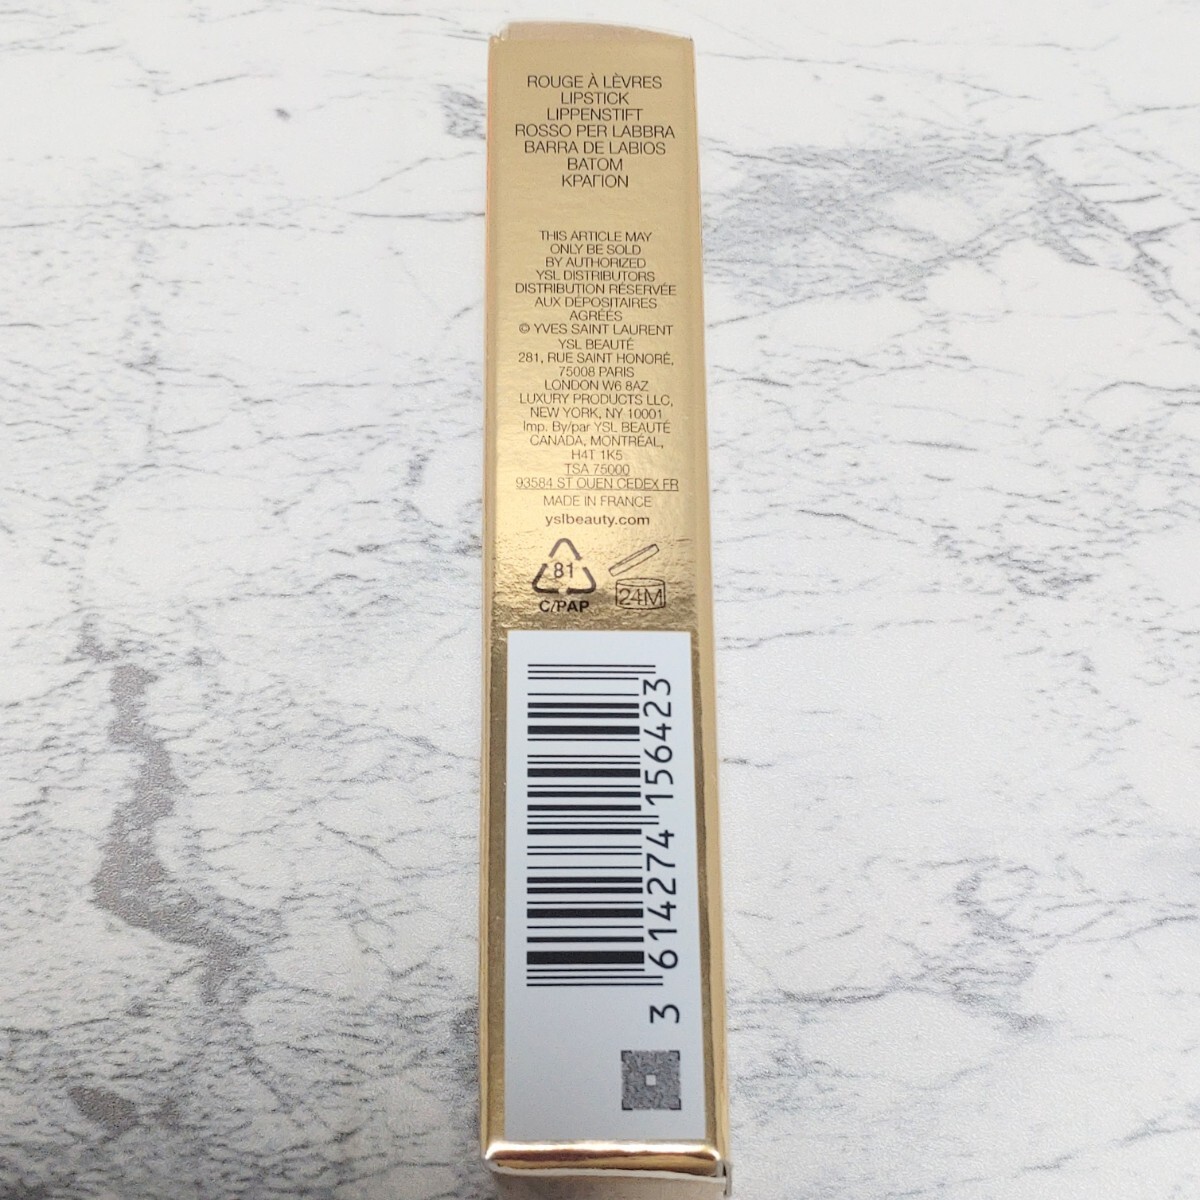 ROUGE À LÈVRES
LIPSTICK
LIPPENSTIFT
ROSSO PER LABBRA
BARRA DE LABIOS
BATOM
ΚΡΑΓΙΟΝ
THIS ARTICLE MAY
ONLY BE SOLD
BY AUTHORIZED
YSL DISTRIBUTORS
DISTRIBUTION RÉSERVÉE
AUX DÉPOSITAIRES
AGRÉÉS
© YVES SAINT LAURENT
YSL BEAUTÉ
281, RUE SAINT HONORÉ,
75008 PARIS
LONDON W6 8AZ
LUXURY PRODUCTS LLC,
NEW YORK, NY 10001
Imp. By/par YSL BEAUTÉ
CANADA, MONTRÉAL,
H4T 1K5
TSA 75000
93584 ST OUEN CEDEX FR
MADE IN FRANCE
yslbeauty.com
81
C/PAP
24M
3 614274 156423